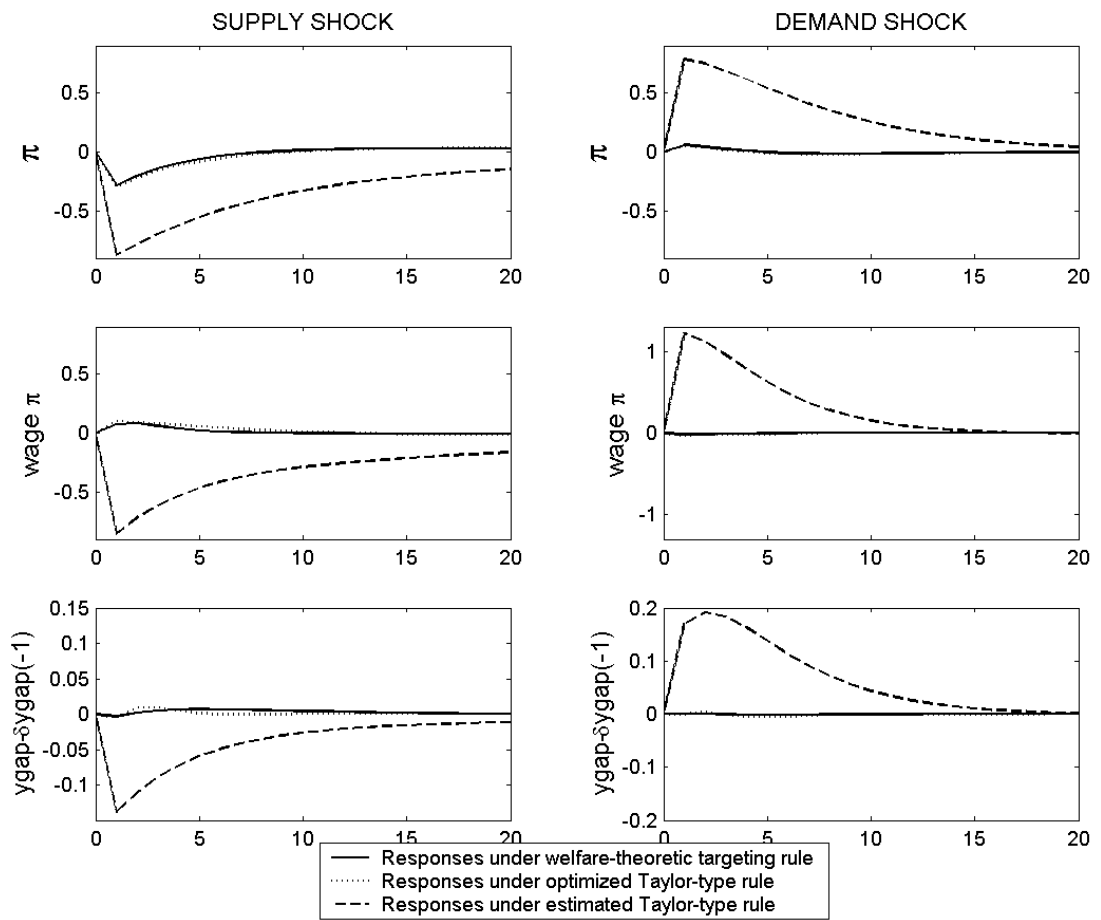 SUPPLY SHOCK
DEMAND SHOCK
0.5
0
-0.5
π
0 5 10 15 20
0.5
0
-0.5
π
0 5 10 15 20
0.5
0
-0.5
wage π
0 5 10 15 20
1
0
-1
wage π
0 5 10 15 20
0.15
0.1
0.05
0
-0.05
-0.1
ygap-δygap(-1)
0 5 10 15 20
0.2
0.1
0
-0.1
-0.2
ygap-δygap(-1)
0 5 10 15 20
Responses under welfare-theoretic targeting rule
Responses under optimized Taylor-type rule
Responses under estimated Taylor-type rule